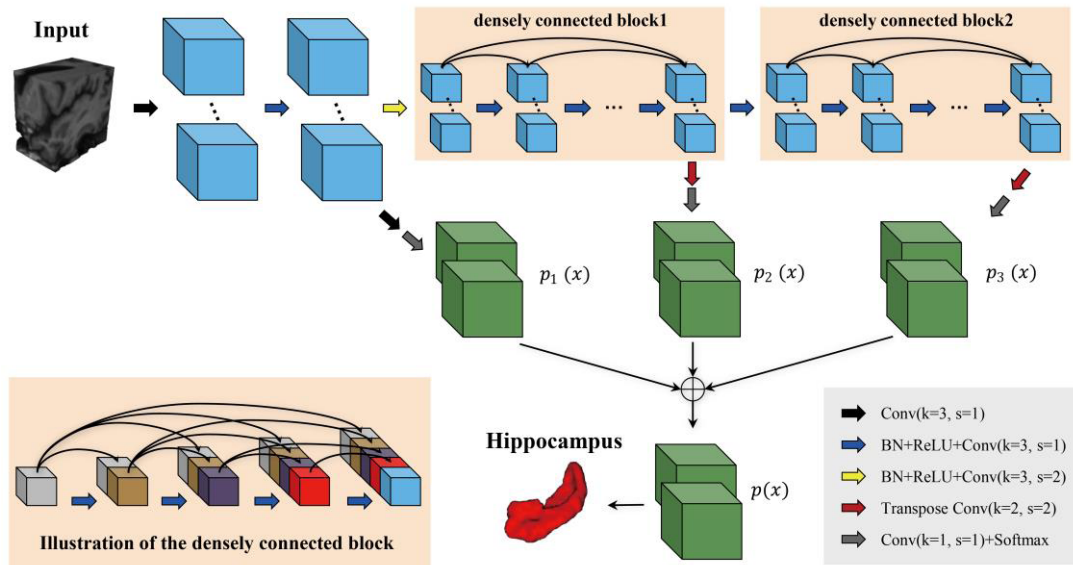 Input
densely connected block1
densely connected block2
...
...
p₁ (x)
p₂ (x)
p₃ (x)
Hippocampus
p(x)
Illustration of the densely connected block
Conv(k=3, s=1)
BN+ReLU+Conv(k=3, s=1)
BN+ReLU+Conv(k=3, s=2)
Transpose Conv(k=2, s=2)
Conv(k=1, s=1)+Softmax